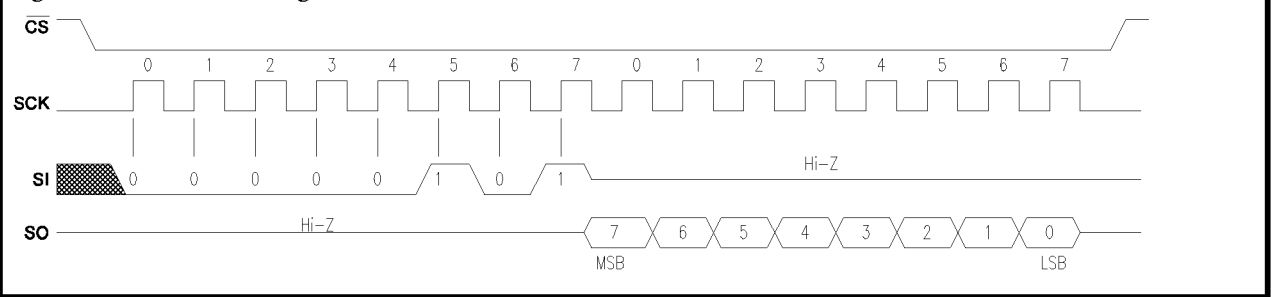 CS
0 1 2 3 4 5 6 7 0 1 2 3 4 5 6 7
SCK
Hi-Z
SI 0 0 0 0 0 1 0 1
Hi-Z
SO 7 6 5 4 3 2 1 0
MSB LSB